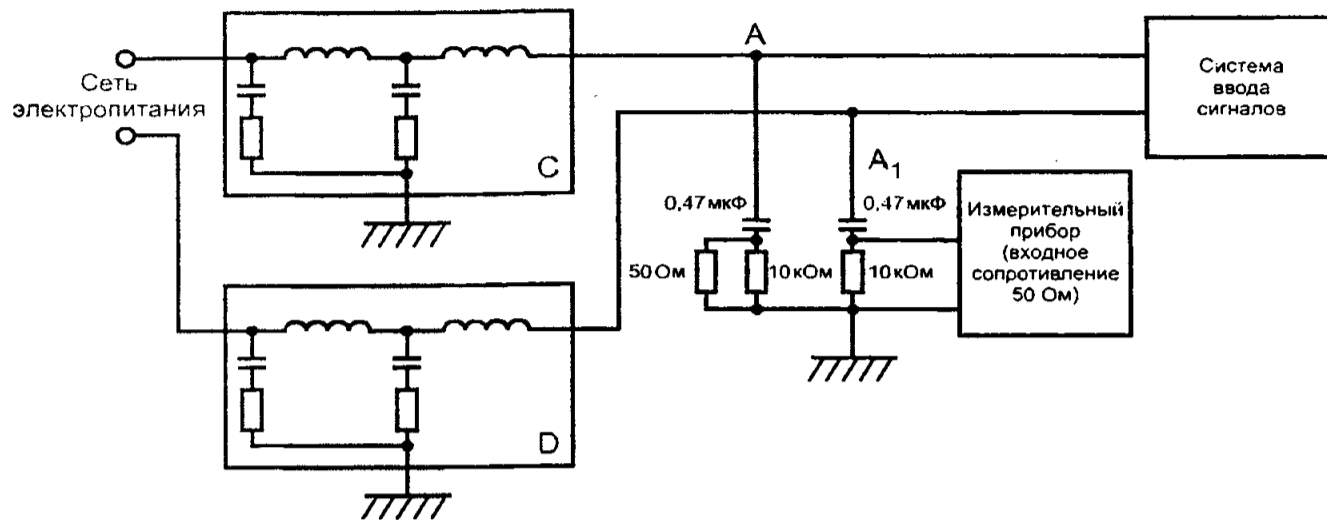 Сеть
электропитания
C
D
A
A1
0,47 мкФ
0,47 мкФ
50 Ом
10 кОм
10 кОм
Система
ввода
сигналов
Измерительный
прибор
(входное
сопротивление
50 Ом)